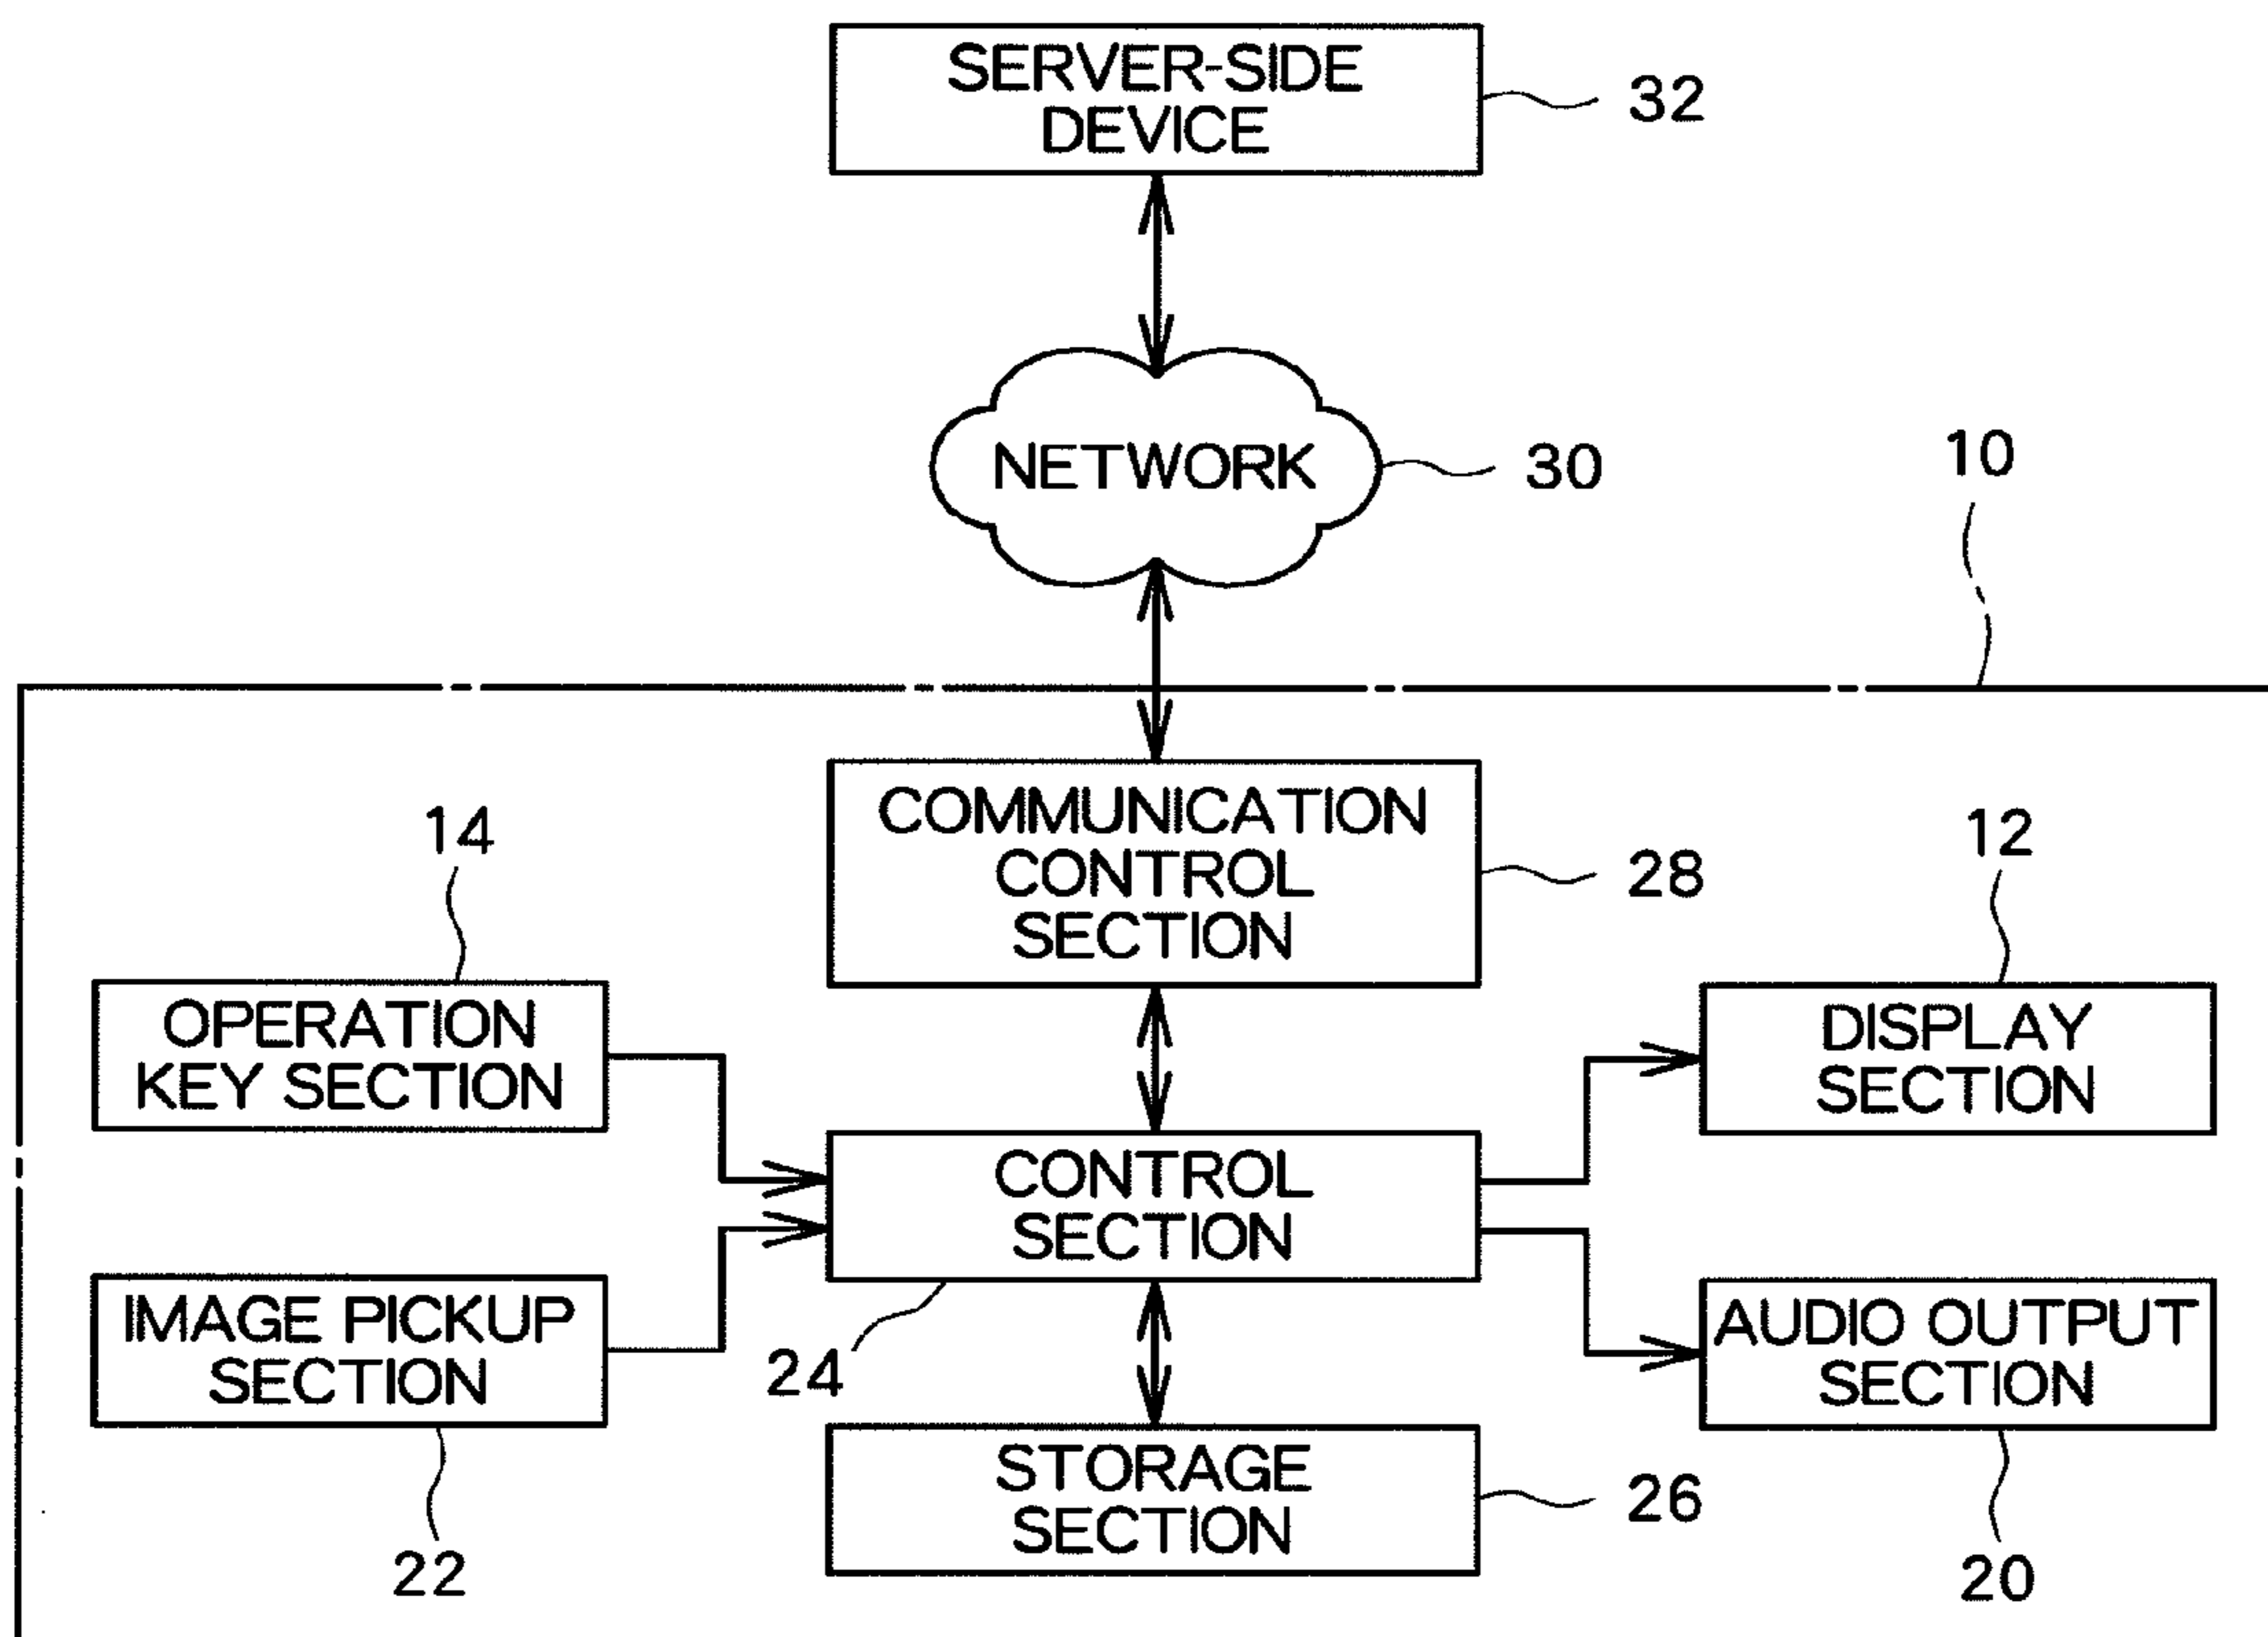 SERVER-SIDE
DEVICE
32
NETWORK
30
10
COMMUNICATION
CONTROL
SECTION
28
14
12
OPERATION
KEY SECTION
DISPLAY
SECTION
CONTROL
SECTION
24
IMAGE PICKUP
SECTION
22
AUDIO OUTPUT
SECTION
20
STORAGE
SECTION
26